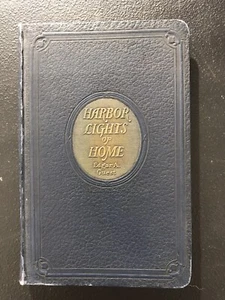 HARBOR
LIGHTS
OF
HOME
Edgar A.
Guest